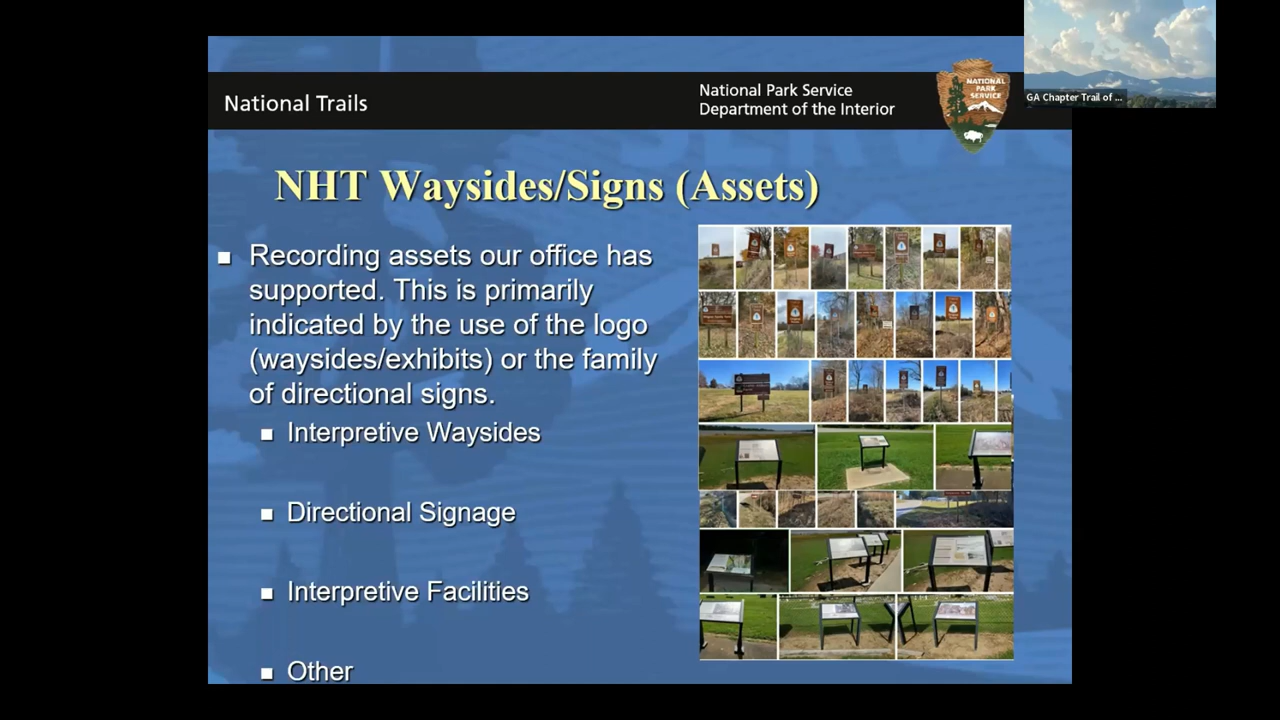 National Trails
National Park Service
Department of the Interior
NATIONAL
PARK
SERVICE
GA Chapter Trail of ...
NHT Waysides/Signs (Assets)
■ Recording assets our office has
supported. This is primarily
indicated by the use of the logo
(waysides/exhibits) or the family
of directional signs.
■ Interpretive Waysides
■ Directional Signage
■ Interpretive Facilities
■ Other